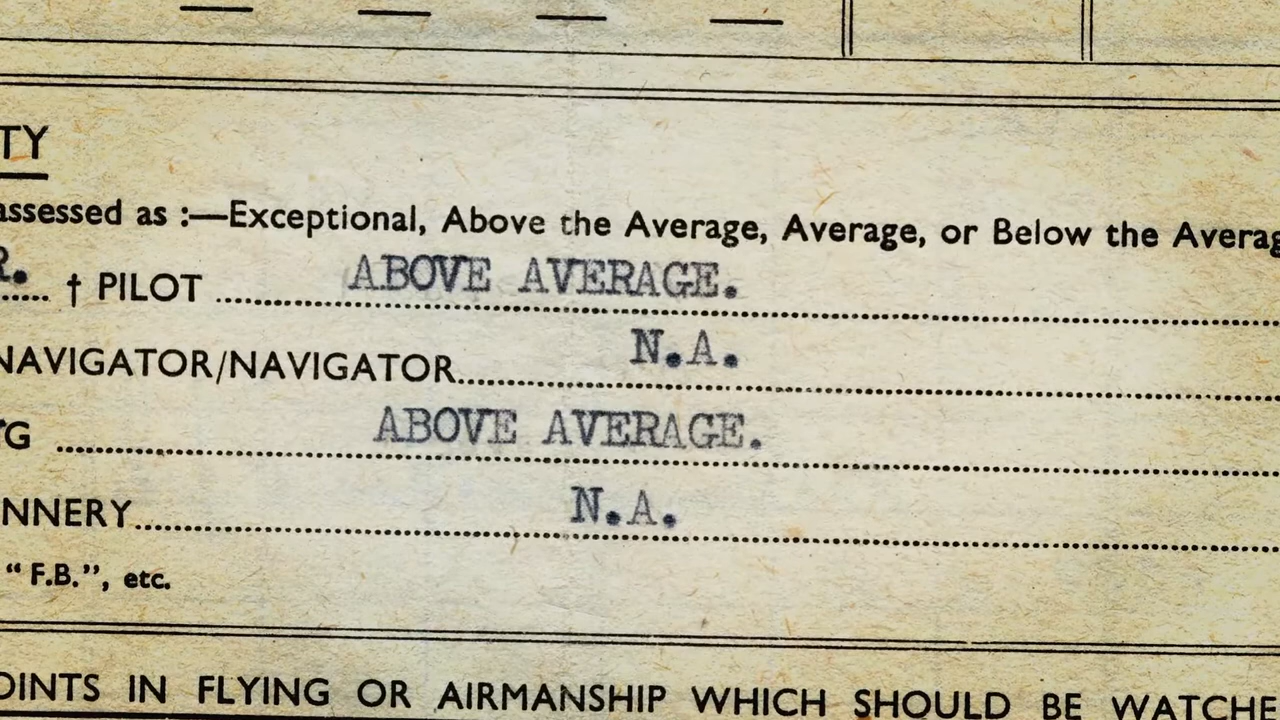 TY
assessed as :—Exceptional, Above the Average, Average, or Below the Averag
R. † PILOT ABOVE AVERAGE.
NAVIGATOR/NAVIGATOR N.A.
G ABOVE AVERAGE.
NNERY N.A.
“ F.B.”, etc.
OINTS IN FLYING OR AIRMANSHIP WHICH SHOULD BE WATCHE